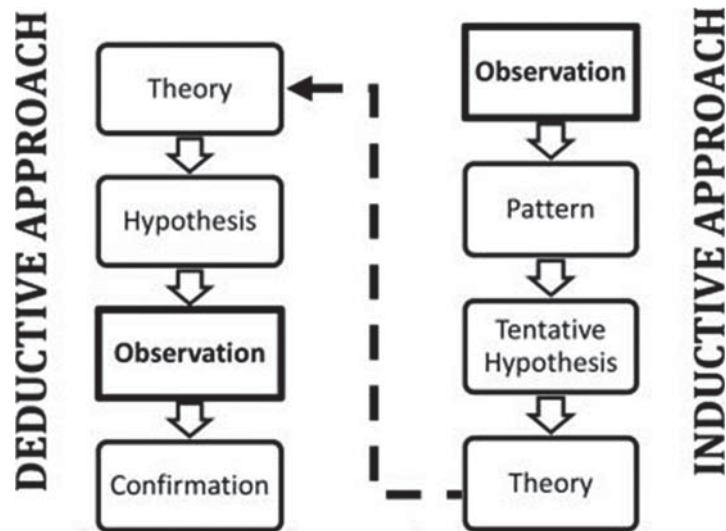 DEDUCTIVE APPROACH
Theory
Hypothesis
Observation
Confirmation
Observation
Pattern
Tentative
Hypothesis
Theory
INDUCTIVE APPROACH